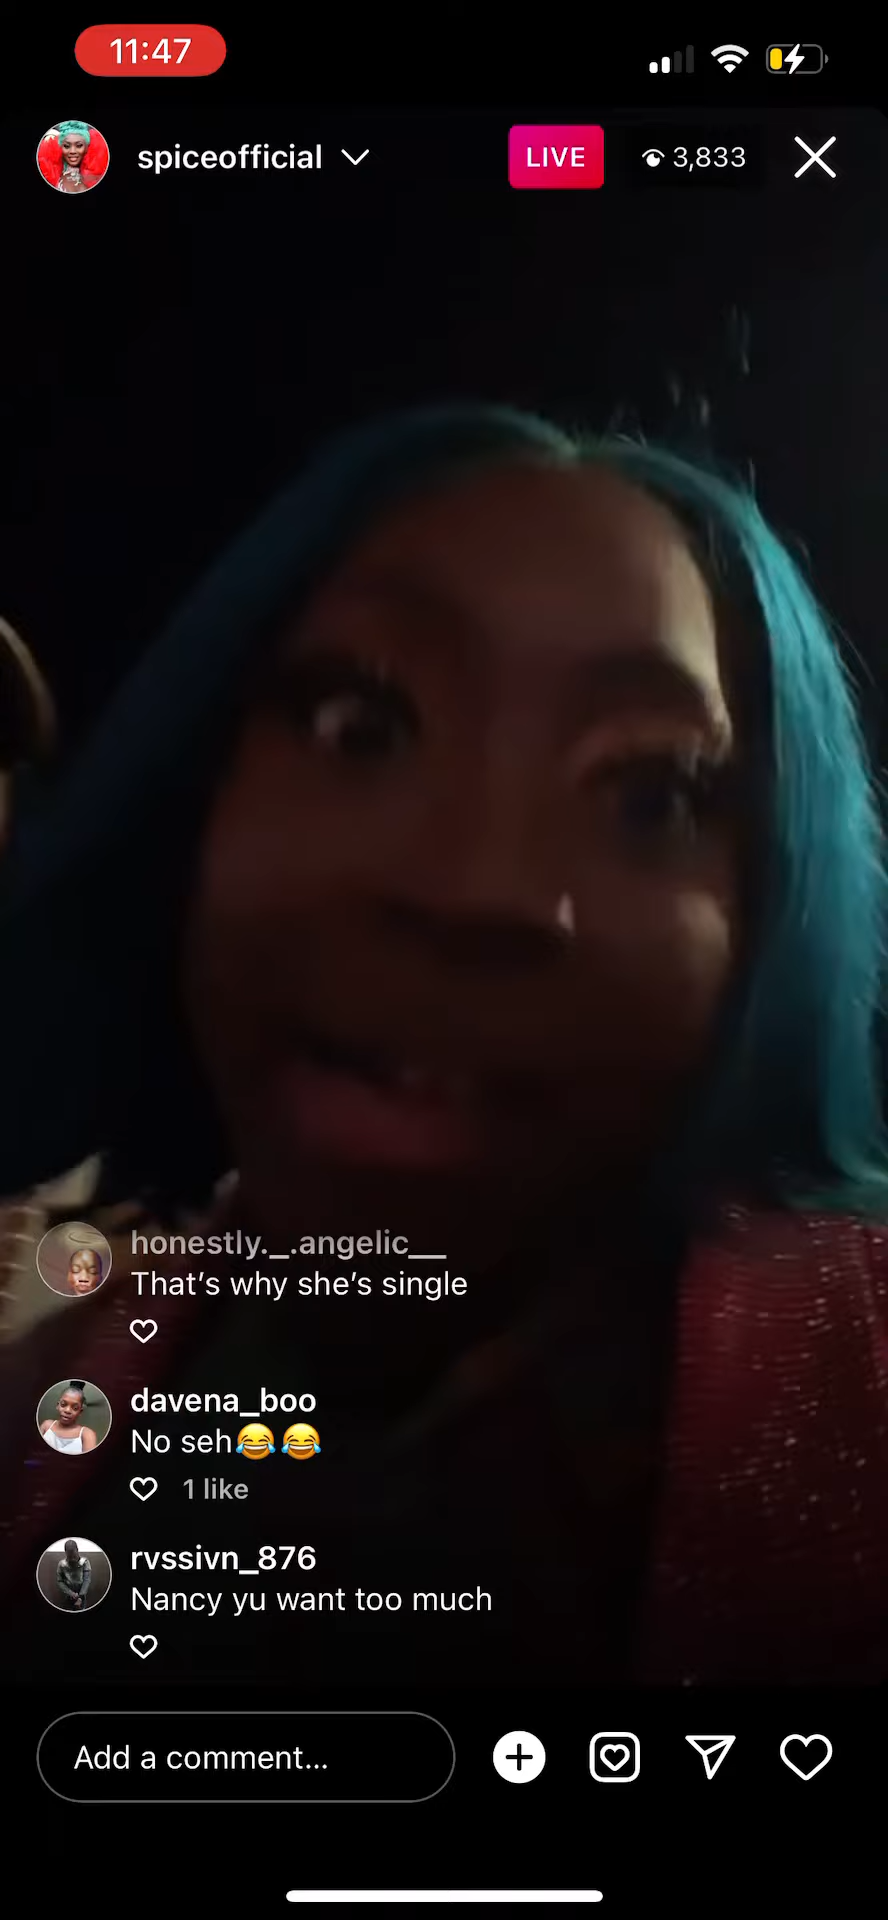 11:47
spiceofficial
LIVE
3,833
honestly._.angelic__
That’s why she’s single
davena_boo
No seh😂😂
1 like
rvssivn_876
Nancy yu want too much
Add a comment...